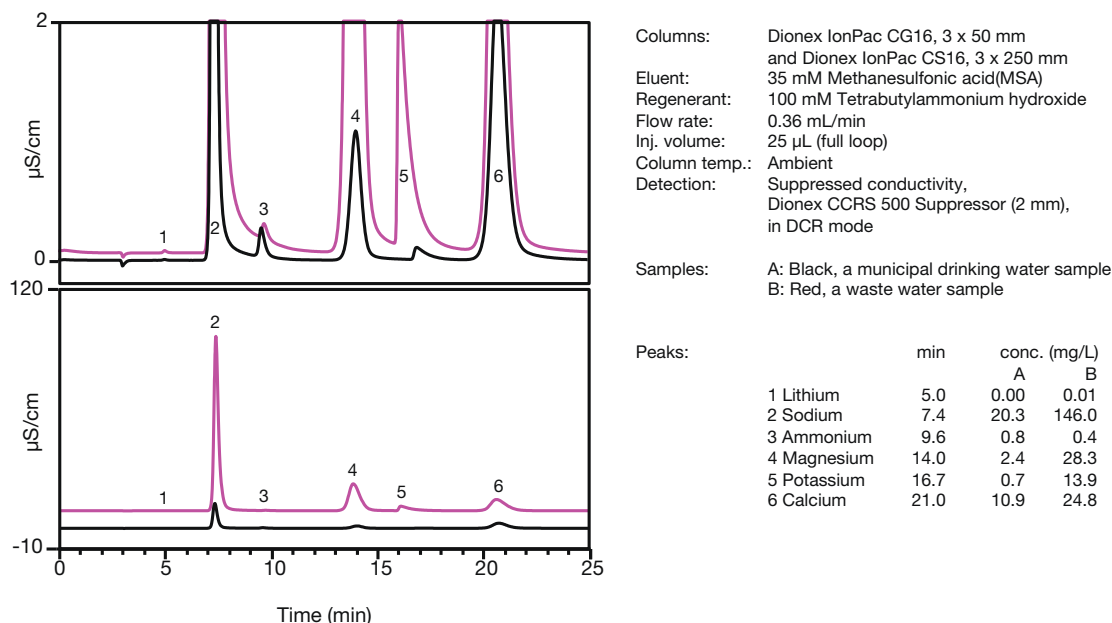 2
µS/cm
0
1
2
3
4
5
6
120
µS/cm
-10
2
1
3
4
5
6
0 5 10 15 20 25
Time (min)
Columns: Dionex IonPac CG16, 3 x 50 mm
and Dionex IonPac CS16, 3 x 250 mm
Eluent: 35 mM Methanesulfonic acid(MSA)
Regenerant: 100 mM Tetrabutylammonium hydroxide
Flow rate: 0.36 mL/min
Inj. volume: 25 µL (full loop)
Column temp.: Ambient
Detection: Suppressed conductivity,
Dionex CCRS 500 Suppressor (2 mm),
in DCR mode
Samples: A: Black, a municipal drinking water sample
B: Red, a waste water sample
Peaks: min conc. (mg/L)
A B
1 Lithium 5.0 0.00 0.01
2 Sodium 7.4 20.3 146.0
3 Ammonium 9.6 0.8 0.4
4 Magnesium 14.0 2.4 28.3
5 Potassium 16.7 0.7 13.9
6 Calcium 21.0 10.9 24.8